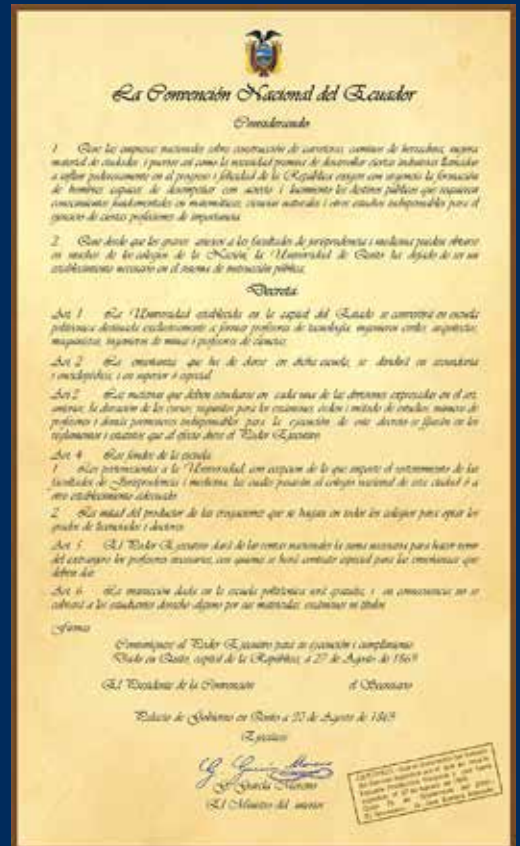 La Convención Nacional del Ecuador
Considerando
1 Que las empresas nacionales sobre construcción de carreteras, caminos de herradura, mejora
material de ciudades i puertos así como la necesidad premiosa de desarrollar ciertas industrias llamadas
a influir poderosamente en el progreso i felicidad de la República exigen con urgencia la formación
de hombres capaces de desempeñar con acierto i lucimiento los destinos públicos que requieren
conocimientos fundamentales en matemáticas, ciencias naturales i otros estudios indispensables para el
ejercicio de ciertas profesiones de importancia
2 Que desde que los grados anexos a las facultades de jurisprudencia i medicina pueden obtarse
en muchos de los colegios de la Nación, la Universidad de Quito ha dejado de ser un
establecimiento necesario en el sistema de instrucción pública;
Decreta
Art. 1 La Universidad establecida en la capital del Estado se convertirá en escuela
politécnica destinada exclusivamente a formar profesores de tecnología, ingenieros civiles, arquitectos,
maquinistas, ingenieros de minas i profesores de ciencias
Art. 2 La enseñanza que ha de darse en dicha escuela, se dividirá en secundaria
i enciclopédica, i en superior ó especial
Art. 3 Las materias que deben estudiarse en cada una de las divisiones expresadas en el art.
anterior, la duración de los cursos, requisitos para los exámenes, orden i método de estudios, número de
profesores i demás pormenores indispensables para la ejecución de este decreto se fijarán en los
reglamentos i estatutos que al efecto diere el Poder Ejecutivo
Art. 4 Los fondos de la escuela
1 Los pertenecientes a la Universidad, con excepcion de lo que importe el sostenimiento de las
facultades de Jurisprudencia i medicina, las cuales pasarán al colegio nacional de esta ciudad ó a
otro establecimiento adecuado
2 La mitad del producto de las erogaciones que se hagan en todos los colegios para optar los
grados de licenciados i doctores
Art. 5 El Poder Ejecutivo dará de las rentas nacionales la suma necesaria para hacer venir
del extranjero los profesores necesarios, con quienes se hará contrato especial para las enseñanzas que
deben dar
Art. 6 La instrucción dada en la escuela politécnica será gratuita, i en consecuencia no se
cobrará a los estudiantes derecho alguno por sus matrículas, exámenes ni títulos
Firmas
Comuníquese al Poder Ejecutivo para su ejecución i cumplimiento
Dado en Quito, capital de la República, a 27 de Agosto de 1869
El Presidente de la Convención el Secretario
Palacio de Gobierno en Quito a 30 de Agosto de 1869
Ejecútese
G. García Moreno
G. García Moreno
El Ministro del interior